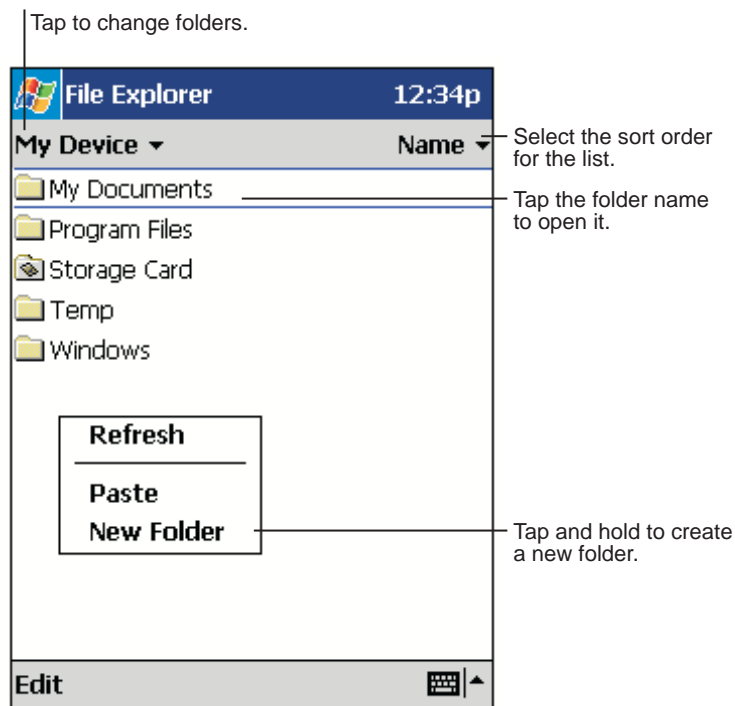 Tap to change folders.
File Explorer 12:34p
My Device Name
Select the sort order
for the list.
My Documents
Tap the folder name
to open it.
Program Files
Storage Card
Temp
Windows
Refresh
Paste
New Folder
Tap and hold to create
a new folder.
Edit